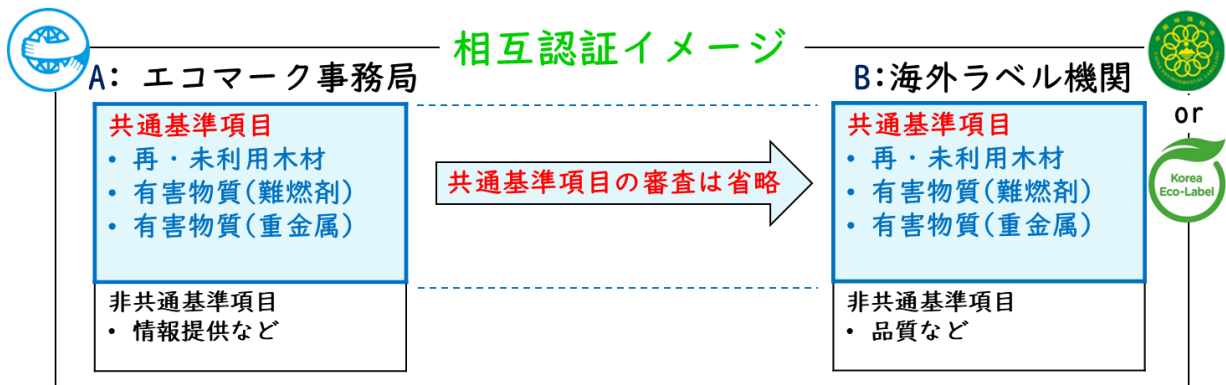 相互認証イメージ
A: エコマーク事務局
共通基準項目
• 再・未利用木材
• 有害物質(難燃剤)
• 有害物質(重金属)
非共通基準項目
• 情報提供など
共通基準項目の審査は省略
B:海外ラベル機関
共通基準項目
• 再・未利用木材
• 有害物質(難燃剤)
• 有害物質(重金属)
非共通基準項目
• 品質など
or
Korea
Eco-Label